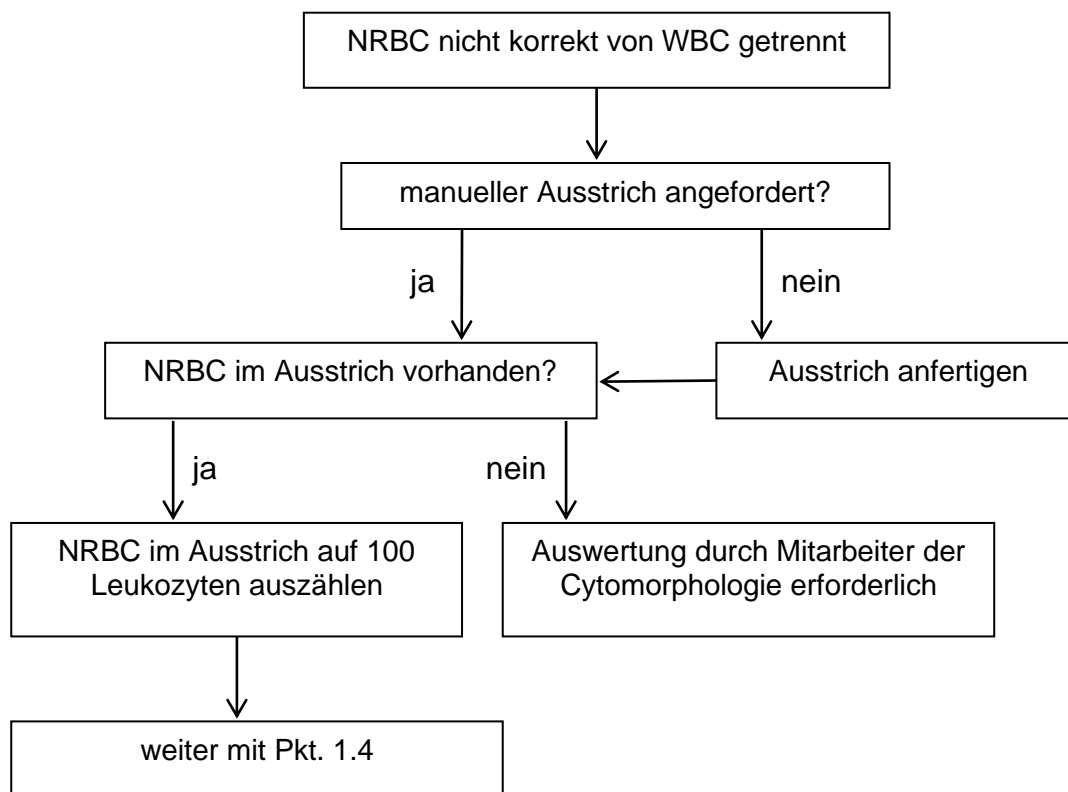 NRBC nicht korrekt von WBC getrennt
manueller Ausstrich angefordert?
ja
nein
NRBC im Ausstrich vorhanden?
Ausstrich anfertigen
ja
nein
NRBC im Ausstrich auf 100
Leukozyten auszählen
Auswertung durch Mitarbeiter der
Cytomorphologie erforderlich
weiter mit Pkt. 1.4